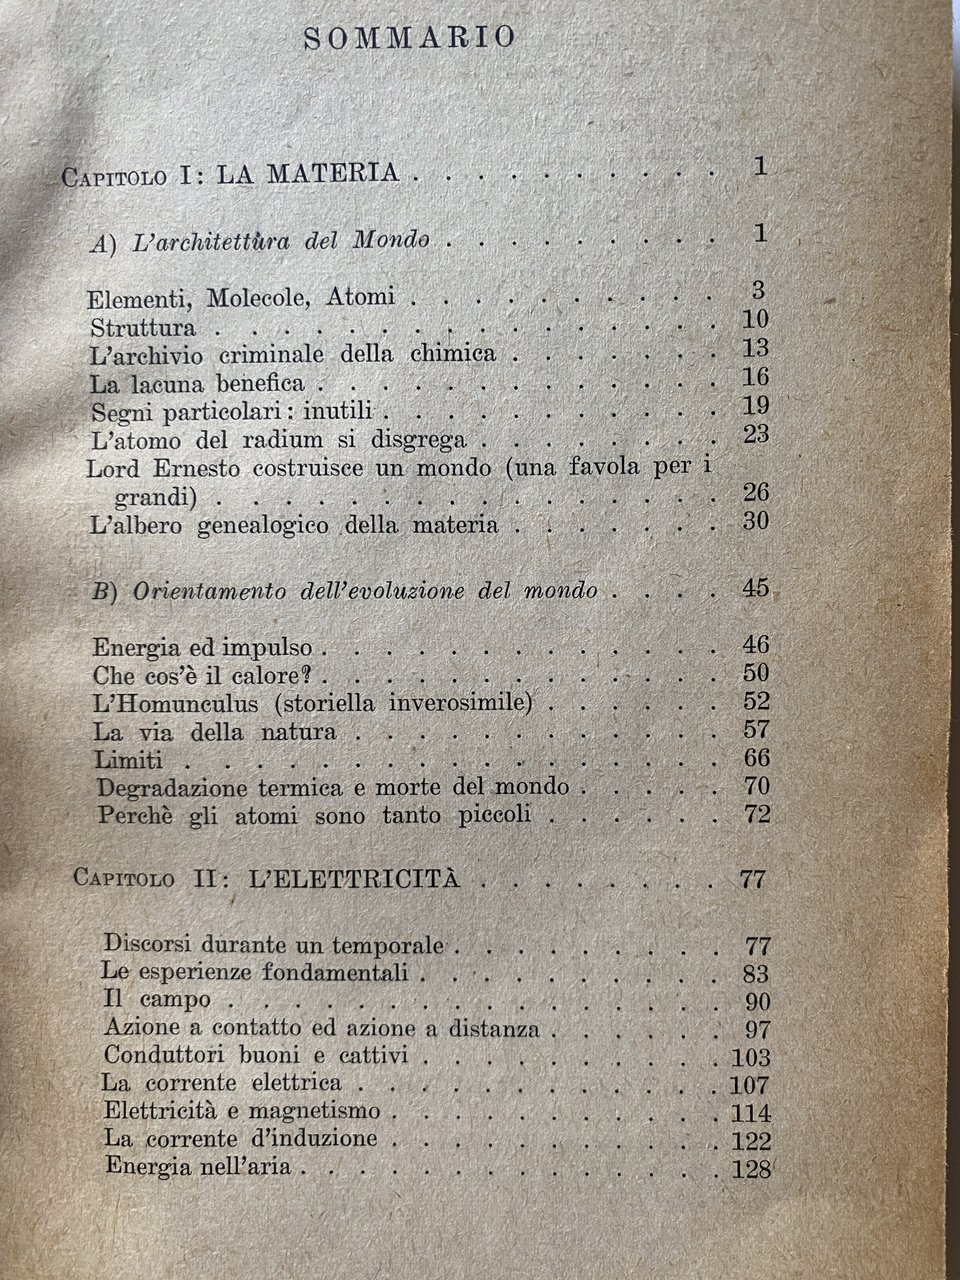 SOMMARIO
CAPITOLO I: LA MATERIA . . . . . . . . . . 1
A) L'architettùra del Mondo . . . . . . . . . 1
Elementi, Molecole, Atomi . . . . . . . . . . 3
Struttura . . . . . . . . . . . . . . . 10
L'archivio criminale della chimica . . . . . . . 13
La lacuna benefica . . . . . . . . . . . . 16
Segni particolari: inutili . . . . . . . . . . . 19
L'atomo del radium si disgrega . . . . . . . . 23
Lord Ernesto costruisce un mondo (una favola per i
grandi) . . . . . . . . . . . . . . . 26
L'albero genealogico della materia . . . . . . . 30
B) Orientamento dell'evoluzione del mondo . . . . 45
Energia ed impulso . . . . . . . . . . . . 46
Che cos'è il calore? . . . . . . . . . . . . 50
L'Homunculus (storiella inverosimile) . . . . . . 52
La via della natura . . . . . . . . . . . 57
Limiti . . . . . . . . . . . . . . . . 66
Degradazione termica e morte del mondo . . . . . 70
Perchè gli atomi sono tanto piccoli . . . . . . 72
CAPITOLO II: L'ELETTRICITÀ . . . . . . . . 77
Discorsi durante un temporale . . . . . . . . . 77
Le esperienze fondamentali . . . . . . . . . . 83
Il campo . . . . . . . . . . . . . . . 90
Azione a contatto ed azione a distanza . . . . . . 97
Conduttori buoni e cattivi . . . . . . . . . . 103
La corrente elettrica . . . . . . . . . . . . 107
Elettricità e magnetismo . . . . . . . . . . . 114
La corrente d'induzione . . . . . . . . . . . 122
Energia nell'aria . . . . . . . . . . . . . 128